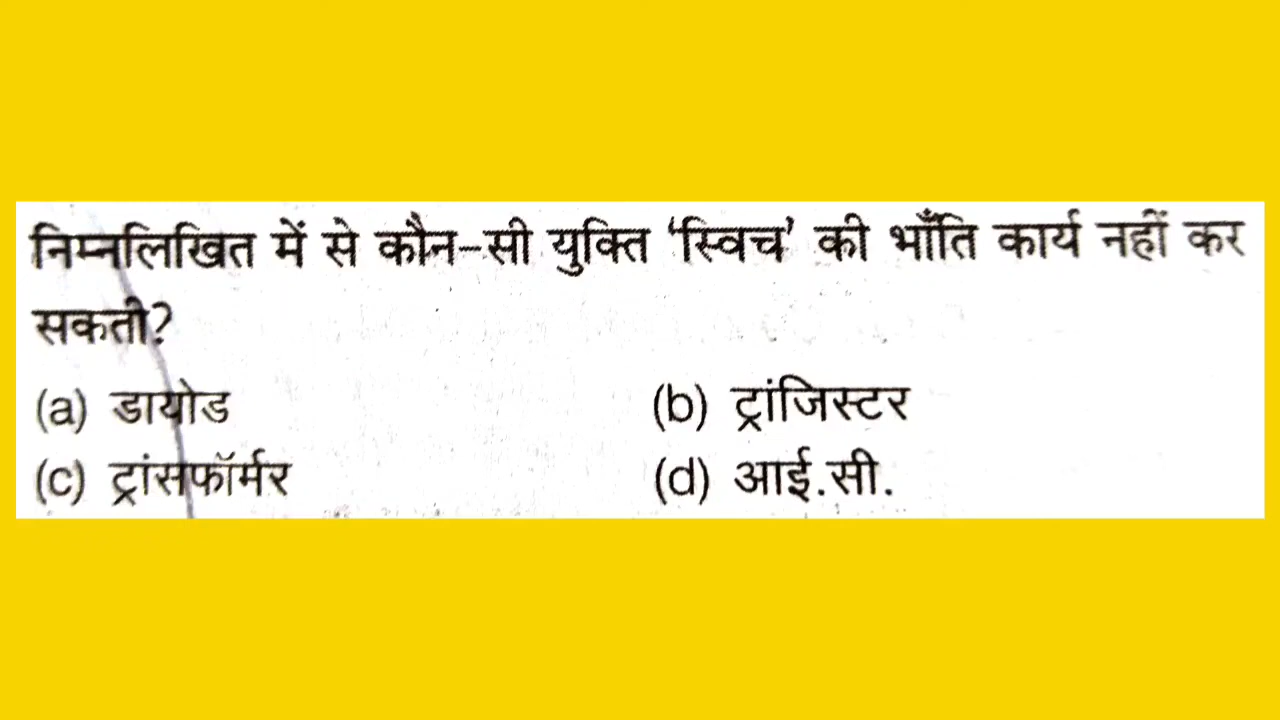 निम्नलिखित में से कौन-सी युक्ति 'स्विच' की भाँति कार्य नहीं कर
सकती?
(a) डायोड (b) ट्रांजिस्टर
(c) ट्रांसफॉर्मर (d) आई.सी.